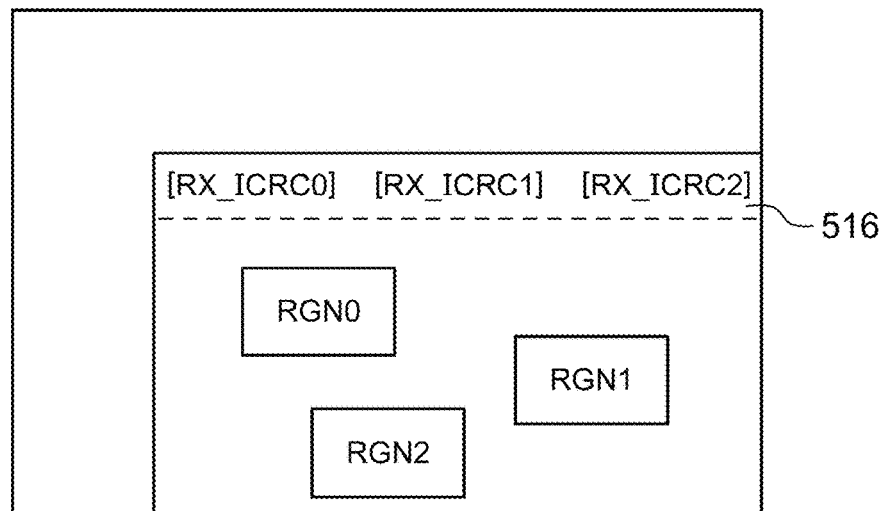 [RX_ICRC0] [RX_ICRC1] [RX_ICRC2]
516
RGN0
RGN1
RGN2